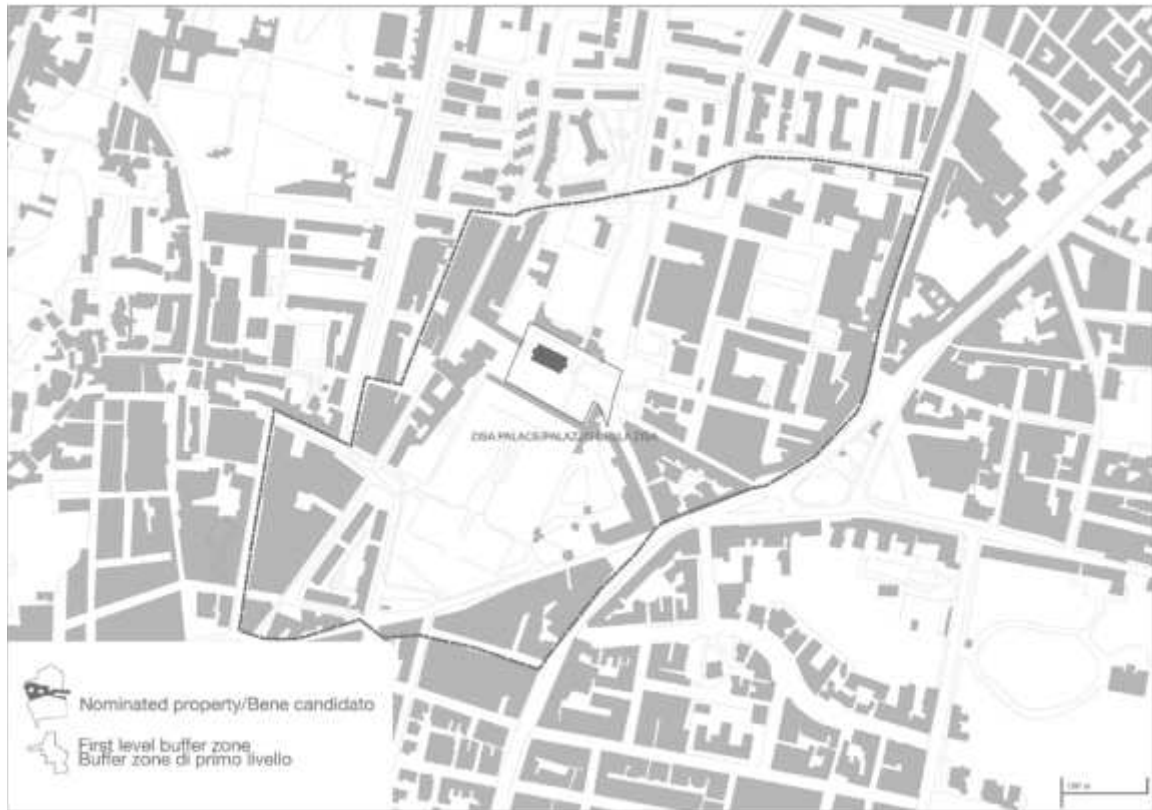 ZISA PALACE/PALAZZO DELLA ZISA
Nominated property/Bene candidato
First level buffer zone
Buffer zone di primo livello